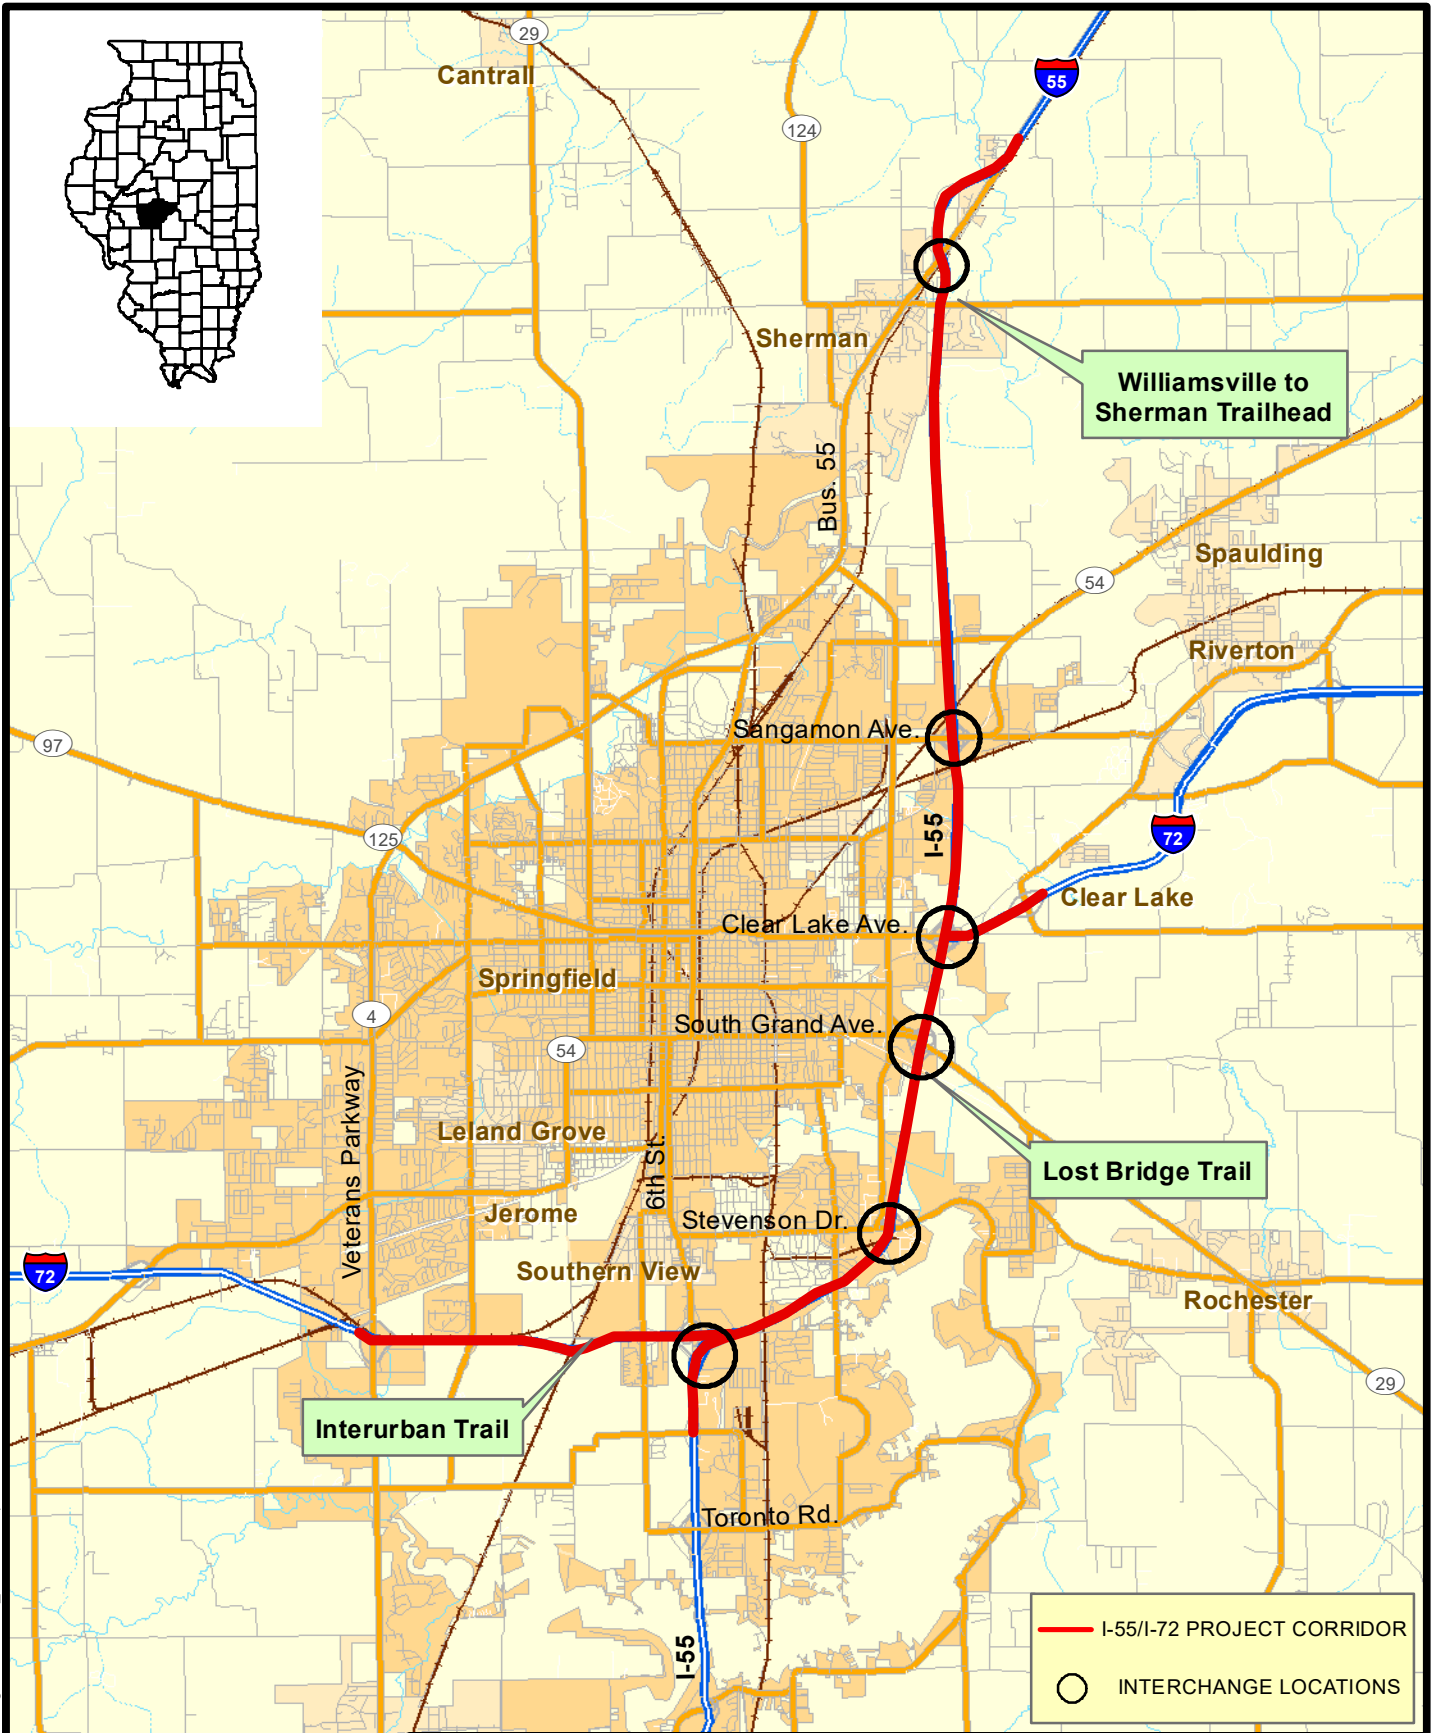 29
Cantrall
55
124
Sherman
Williamsville to
Sherman Trailhead
Bus. 55
Spaulding
54
Riverton
Sangamon Ave.
97
125
I-55
72
Clear Lake
Clear Lake Ave.
Springfield
4
South Grand Ave.
54
Veterans Parkway
Leland Grove
6th St.
Lost Bridge Trail
Jerome
Stevenson Dr.
72
Southern View
Rochester
29
Interurban Trail
Toronto Rd.
I-55
I-55/I-72 PROJECT CORRIDOR
INTERCHANGE LOCATIONS